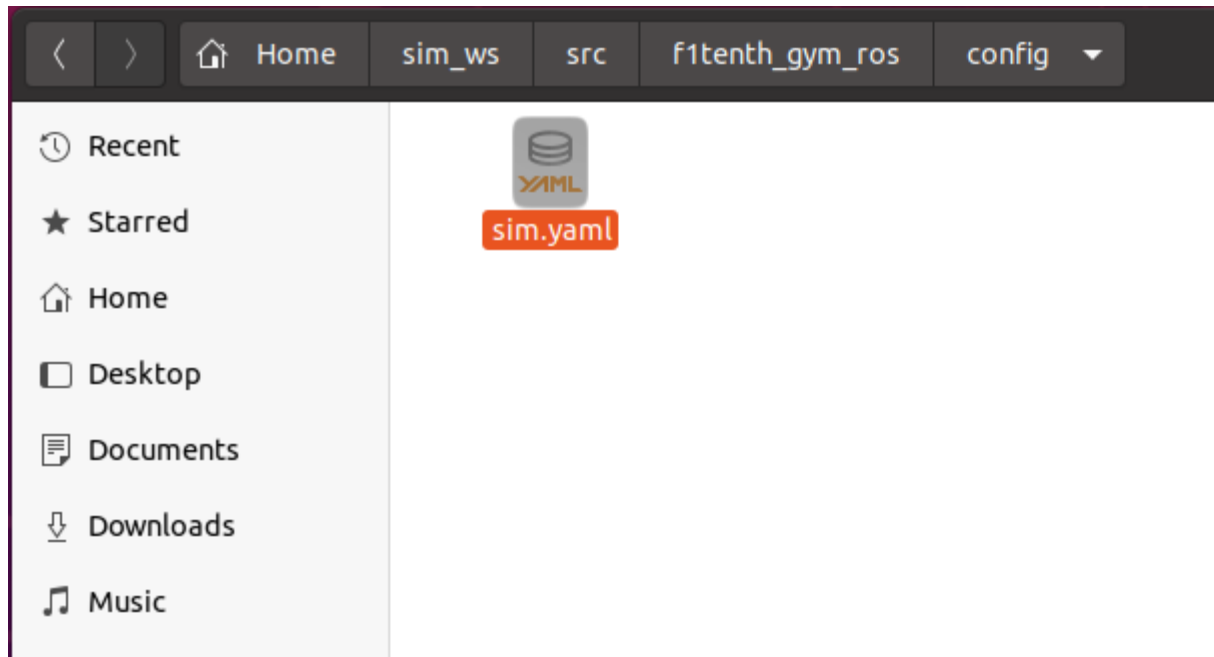 Home sim_ws src f1tenth_gym_ros config
Recent
Starred
Home
Desktop
Documents
Downloads
Music
YAML
sim.yaml